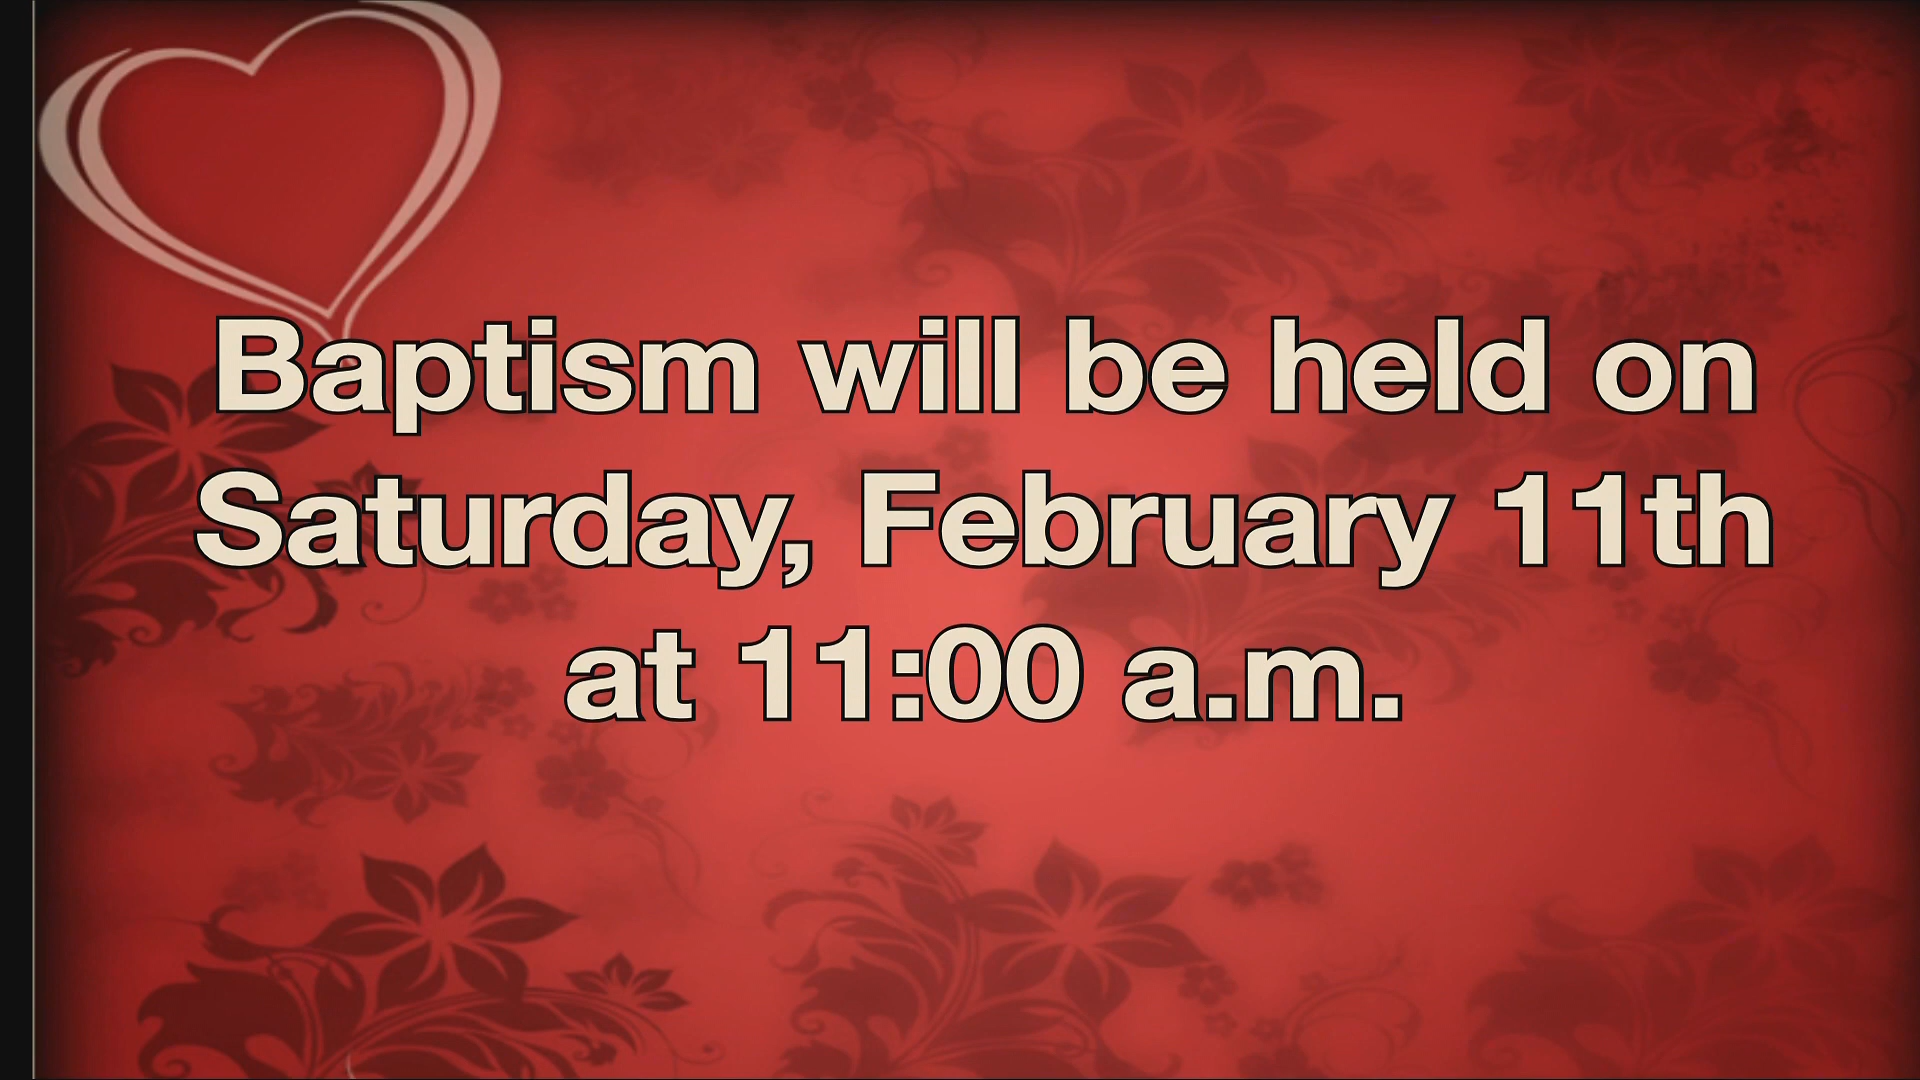 Baptism will be held on
Saturday, February 11th
at 11:00 a.m.